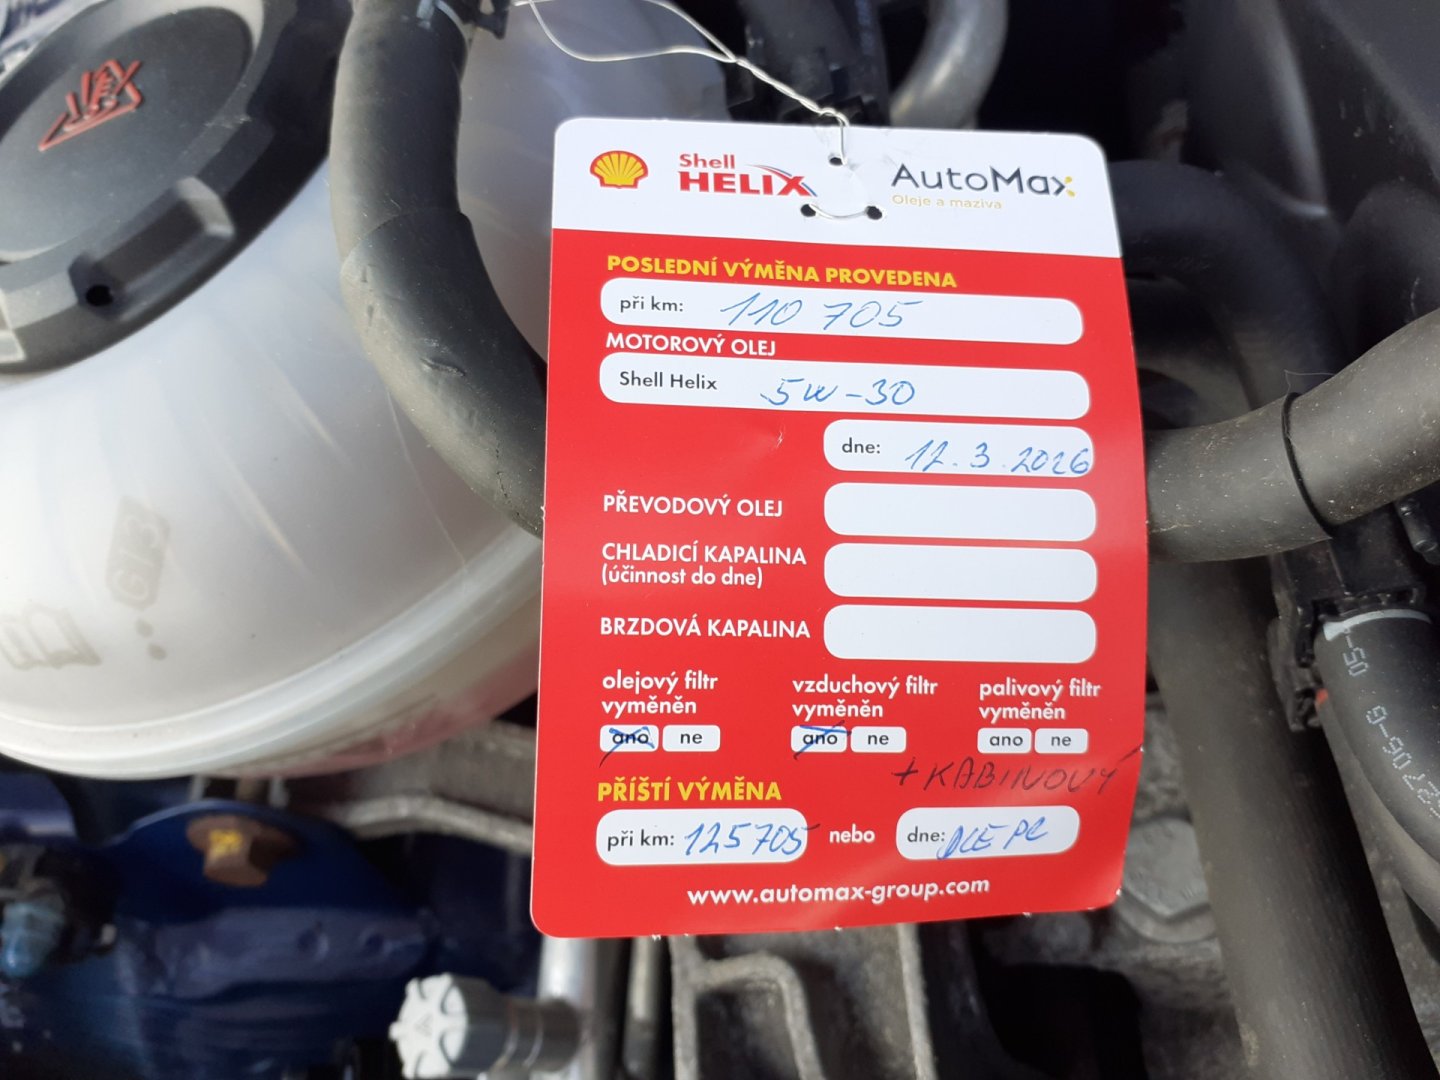 Shell
HELIX
AutoMax
Oleje a maziva
POSLEDNÍ VÝMĚNA PROVEDENA
při km: 110 705
MOTOROVÝ OLEJ
Shell Helix 5W-30
dne: 12.3.2026
PŘEVODOVÝ OLEJ
CHLADICÍ KAPALINA
(účinnost do dne)
BRZDOVÁ KAPALINA
olejový filtr
vyměněn
ano ne
vzduchový filtr
vyměněn
ano ne
palivový filtr
vyměněn
ano ne
+ KABINOVÝ
PŘÍŠTÍ VÝMĚNA
při km: 125705 nebo dne:
www.automax-group.com
G13